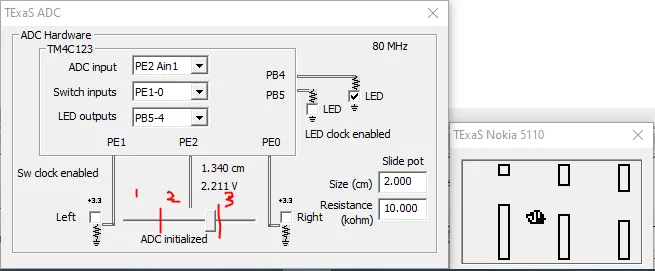 TExaS ADC
ADC Hardware
TM4C123
80 MHz
ADC input PE2 Ain1
Switch inputs PE1-0
LED outputs PB5-4
PB4
PB5
LED
LED
LED clock enabled
PE1 PE2 PE0
Sw clock enabled
1.340 cm
2.211 V
Slide pot
Size (cm) 2.000
Resistance (kohm) 10.000
+3.3
Left
1 2 3
+3.3
Right
ADC initialized
TExaS Nokia 5110